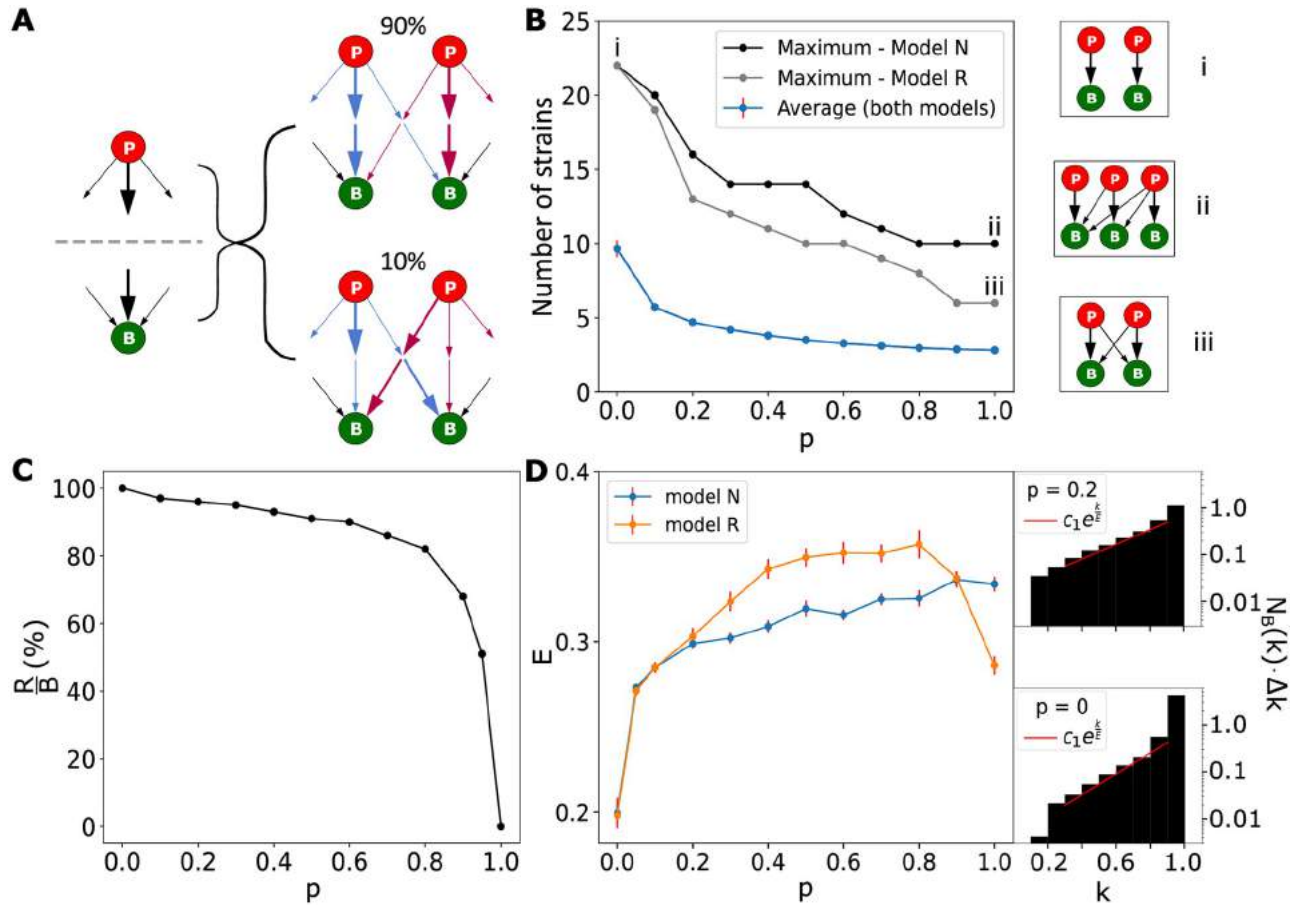 A
90%
P
P
B
B
P
B
10%
P
P
B
B
B
Number of strains
25
20
15
10
5
0
i
ii
iii
Maximum - Model N
Maximum - Model R
Average (both models)
0.0 0.2 0.4 0.6 0.8 1.0
p
P P
B B
i
P P P
B B B
ii
P P
B B
iii
C
R/B (%)
100
80
60
40
20
0
0.0 0.2 0.4 0.6 0.8 1.0
p
D
E
0.4
0.3
0.2
model N
model R
0.0 0.2 0.4 0.6 0.8 1.0
p
p = 0.2
1.0
0.1
0.01
p = 0
1.0
0.1
0.01
N_B(k) · Δk
0.2 0.6 1.0
k